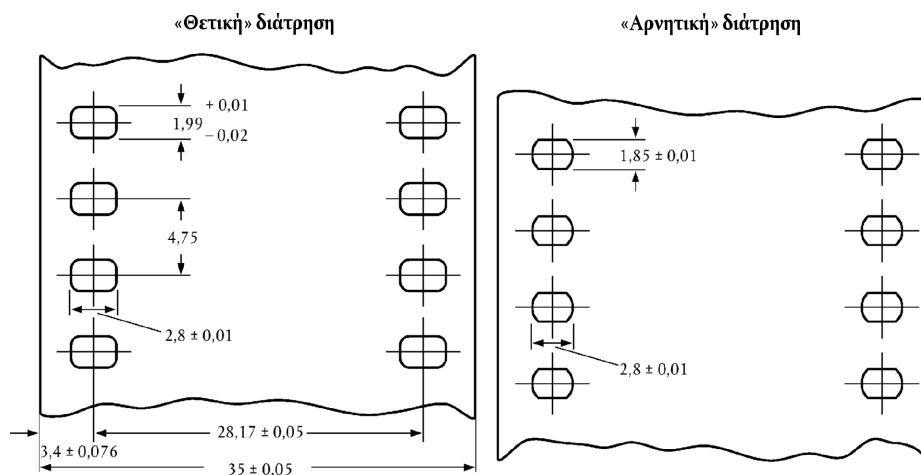 «Θετική» διάτρηση
+ 0,01
1,99
− 0,02
4,75
2,8 ± 0,01
28,17 ± 0,05
3,4 ± 0,076
35 ± 0,05
«Αρνητική» διάτρηση
1,85 ± 0,01
2,8 ± 0,01